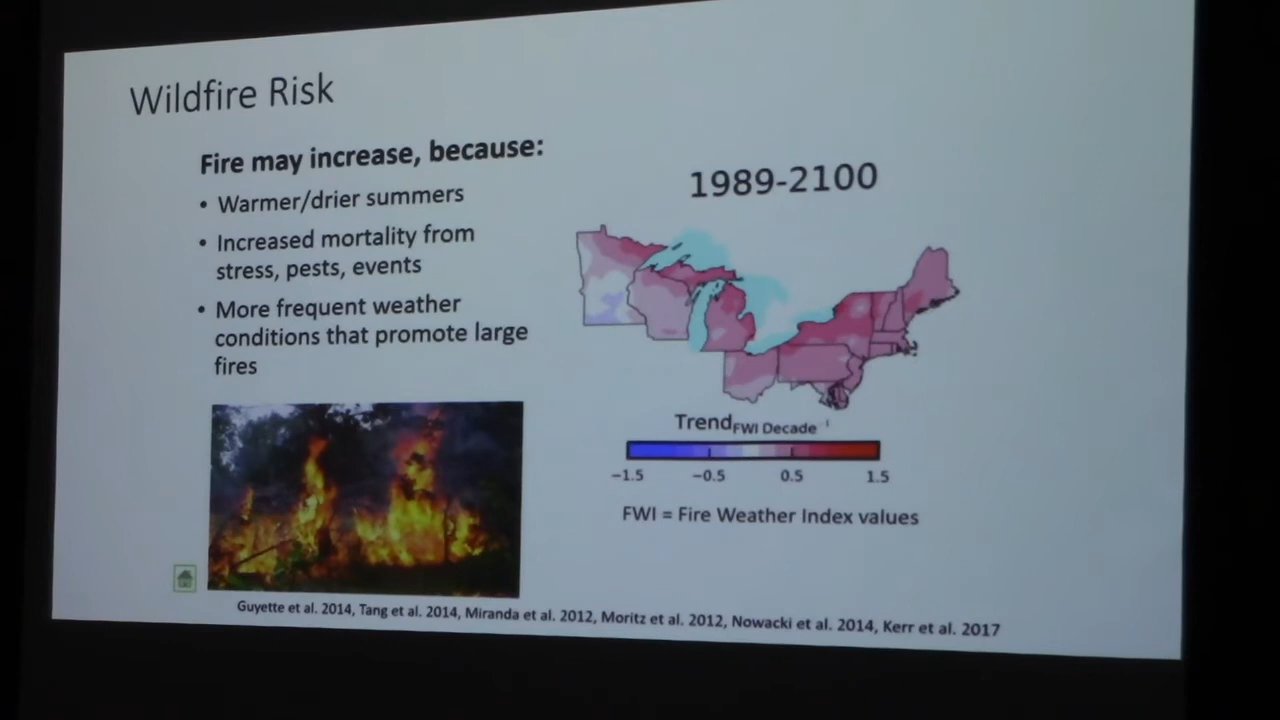 Wildfire Risk
Fire may increase, because:
• Warmer/drier summers
• Increased mortality from
stress, pests, events
• More frequent weather
conditions that promote large
fires
1989-2100
Trend FWI Decade⁻¹
-1.5 -0.5 0.5 1.5
FWI = Fire Weather Index values
Guyette et al. 2014, Tang et al. 2014, Miranda et al. 2012, Moritz et al. 2012, Nowacki et al. 2014, Kerr et al. 2017